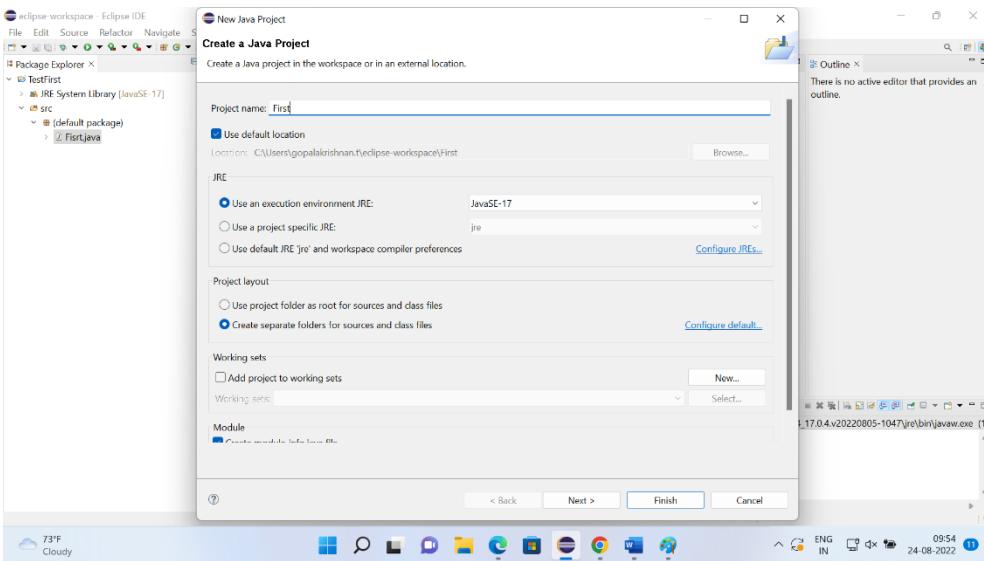 eclipse-workspace - Eclipse IDE
File Edit Source Refactor Navigate S
Package Explorer ×
TestFirst
JRE System Library [JavaSE-17]
src
(default package)
Fisrt.java
New Java Project
Create a Java Project
Create a Java project in the workspace or in an external location.
Project name: First
Use default location
Location: C:\Users\gopalakrishnan.t\eclipse-workspace\First Browse...
JRE
Use an execution environment JRE: JavaSE-17
Use a project specific JRE: jre
Use default JRE 'jre' and workspace compiler preferences Configure JREs...
Project layout
Use project folder as root for sources and class files
Create separate folders for sources and class files Configure default...
Working sets
Add project to working sets New...
Working sets: Select...
Module
Create module-info.java file
< Back Next > Finish Cancel
Outline ×
There is no active editor that provides an
outline.
_17.0.4.v20220805-1047\jre\bin\javaw.exe (1
73°F
Cloudy
ENG
IN
09:54
24-08-2022
11